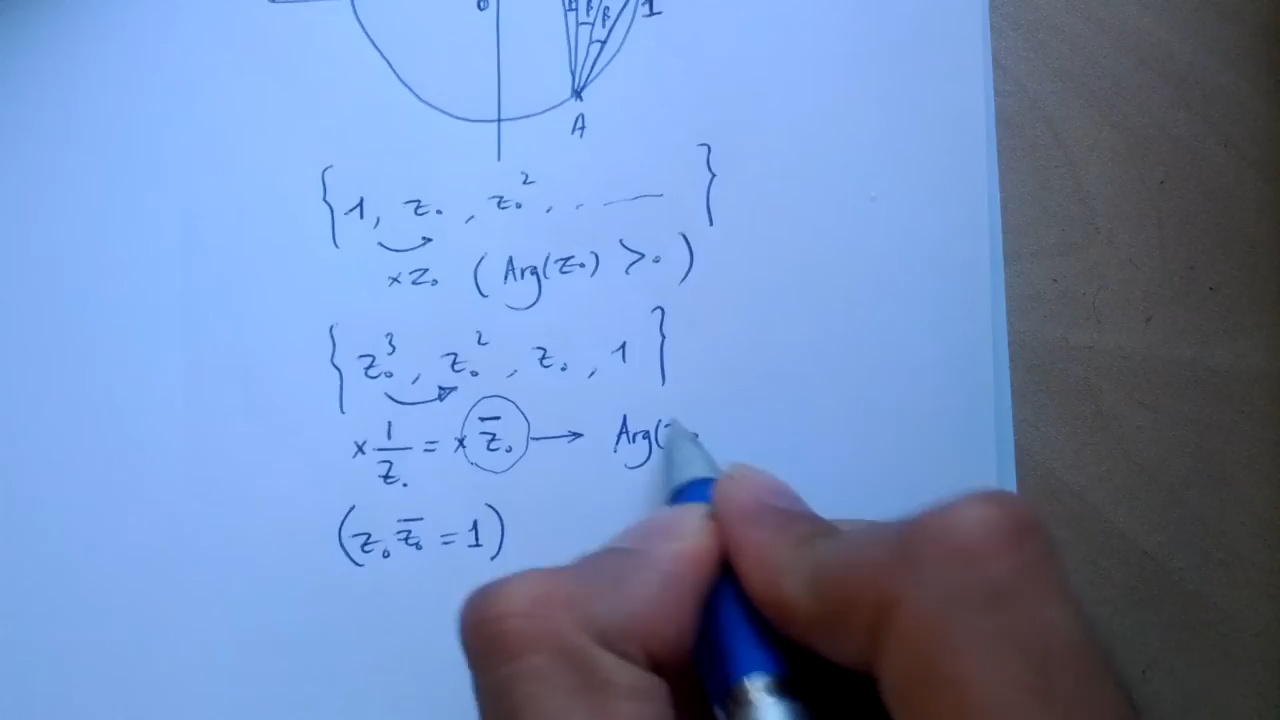 0 β β β 1
A
{1, z₀, z₀², . . —}
×z₀ (Arg(z₀) >0)
{z₀³, z₀², z₀, 1}
× 1/z₀ = × z̄₀ → Arg(
(z₀ z̄₀ = 1)